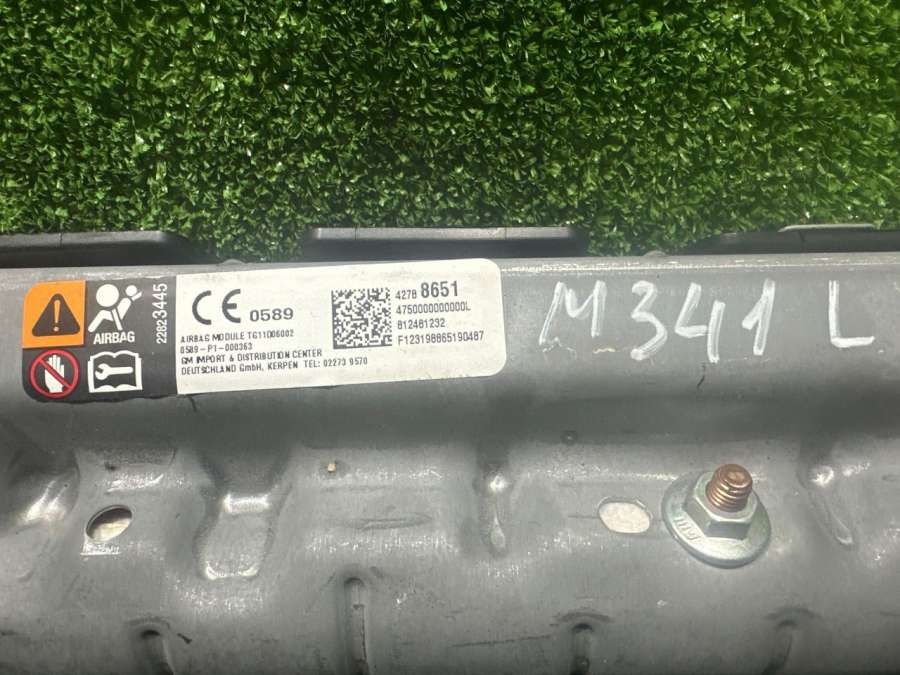 AIRBAG
22823445
CE 0589
AIRBAG MODULE TG11D06002
0589-P1-000363
GM IMPORT & DISTRIBUTION CENTER
DEUTSCHLAND GmbH, KERPEN TEL: 02273 9570
4278 8651
4750000000000L
812481232
F123198865190487
M341 L